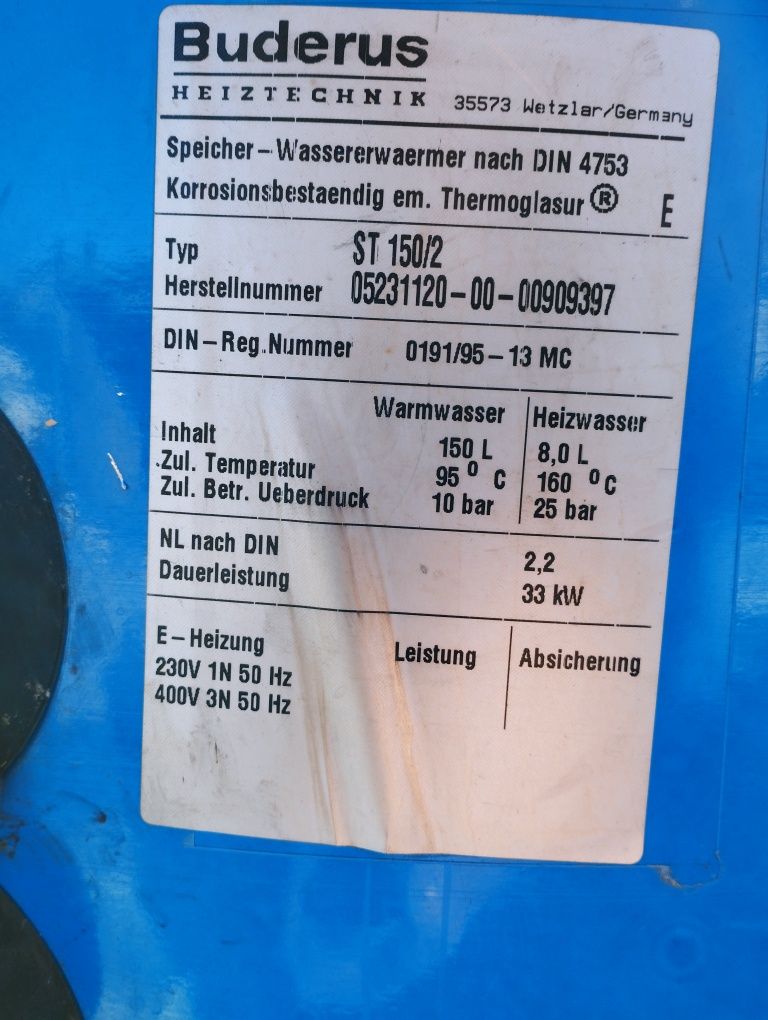 Buderus
HEIZTECHNIK 35573 Wetzlar/Germany
Speicher-Wassererwaermer nach DIN 4753
Korrosionsbestaendig em. Thermoglasur® E
Typ ST 150/2
Herstellnummer 05231120-00-00909397
DIN-Reg.Nummer 0191/95-13 MC
Warmwasser Heizwasser
Inhalt 150 L 8,0 L
Zul. Temperatur 95 °C 160 °C
Zul. Betr. Ueberdruck 10 bar 25 bar
NL nach DIN 2,2
Dauerleistung 33 kW
E-Heizung Leistung Absicherung
230V 1N 50 Hz
400V 3N 50 Hz